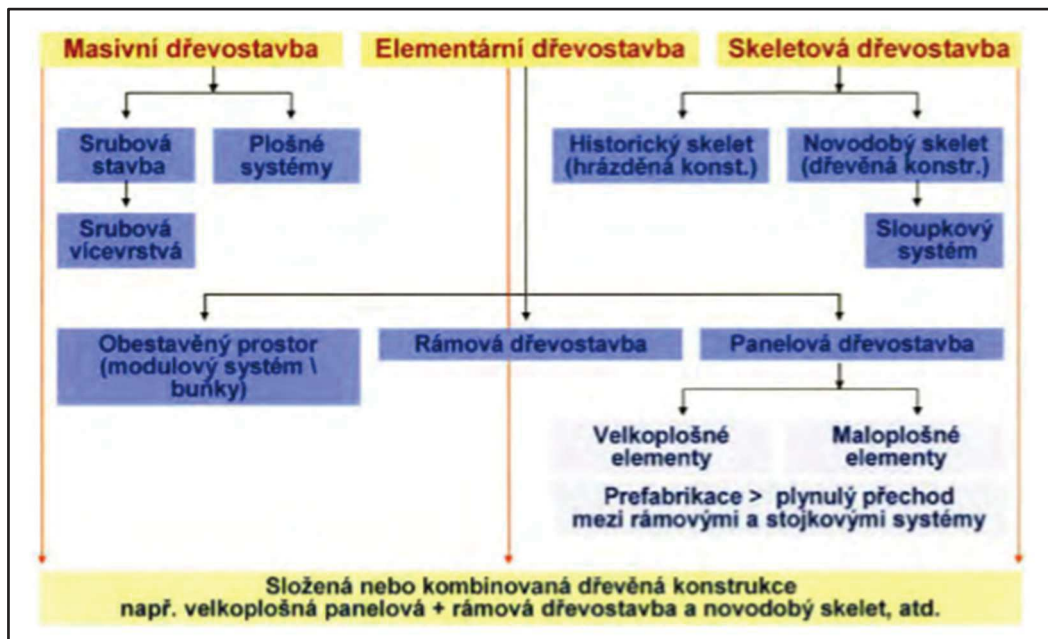 Masivní dřevostavba
Elementární dřevostavba
Skeletová dřevostavba
Srubová
stavba
Plošné
systémy
Historický skelet
(hrázděná konst.)
Novodobý skelet
(dřevěná konstr.)
Srubová
vícevrstvá
Sloupkový
systém
Obestavěný prostor
(modulový systém \
buňky)
Rámová dřevostavba
Panelová dřevostavba
Velkoplošné
elementy
Maloplošné
elementy
Prefabrikace > plynulý přechod
mezi rámovými a stojkovými systémy
Složená nebo kombinovaná dřevěná konstrukce
např. velkoplošná panelová + rámová dřevostavba a novodobý skelet, atd.